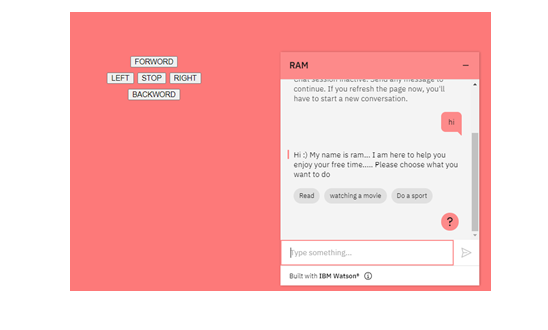 FORWORD
LEFT STOP RIGHT
BACKWORD
RAM
Chat session inactive. Send any message to
continue. If you refresh the page now, you'll
have to start a new conversation.
hi
Hi :) My name is ram... I am here to help you
enjoy your free time..... Please choose what you
want to do
Read watching a movie Do a sport
?
Type something...
Built with IBM Watson®